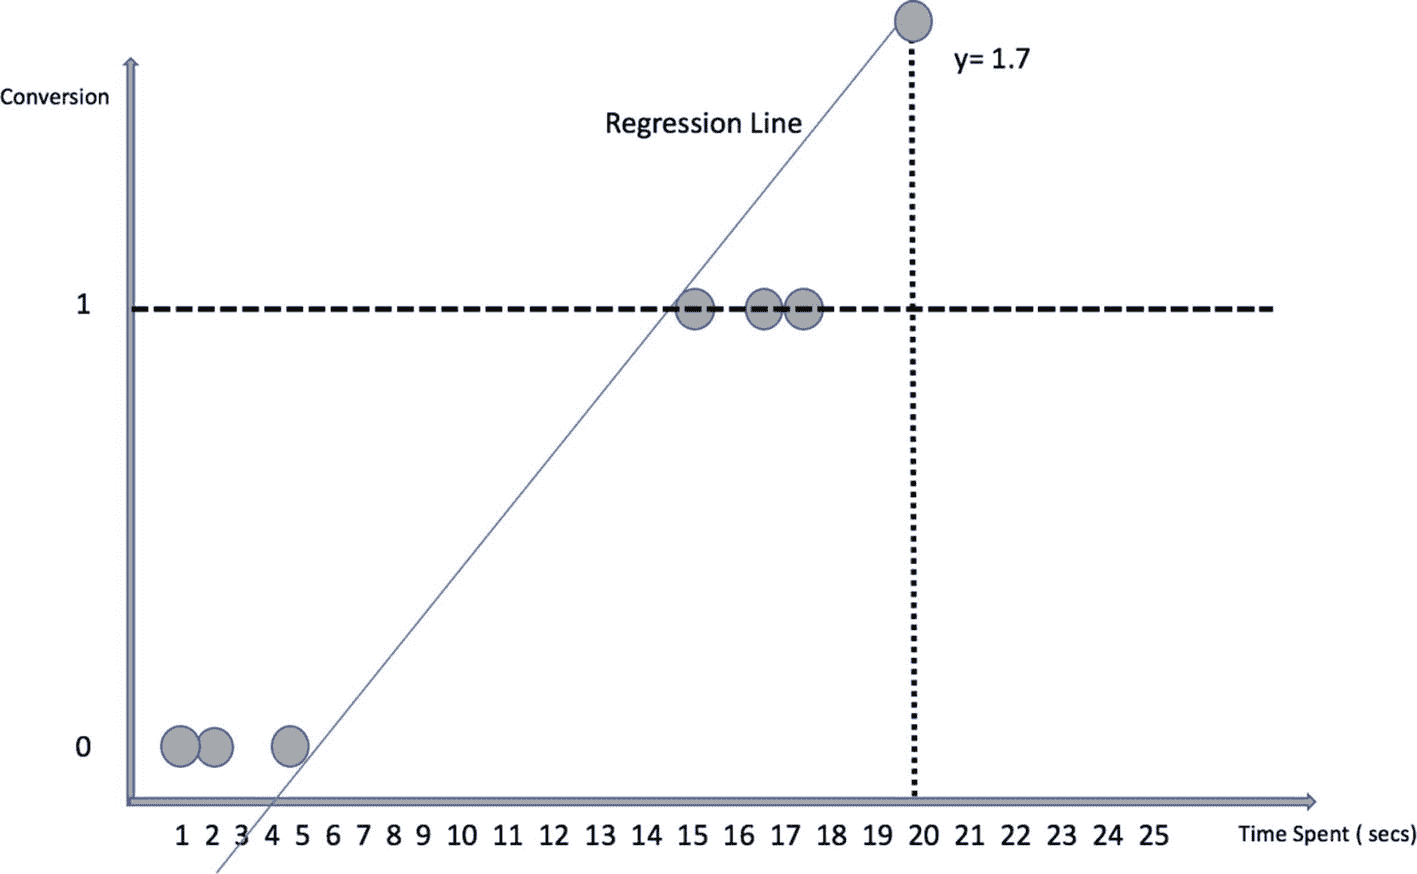 y= 1.7
Conversion
Regression Line
1
0
1 2 3 4 5 6 7 8 9 10 11 12 13 14 15 16 17 18 19 20 21 22 23 24 25
Time Spent ( secs)